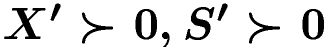 X′ ≻ 0, S′ ≻ 0